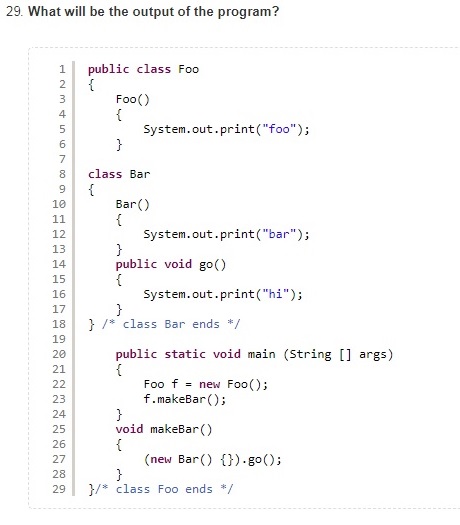 29. What will be the output of the program?
1 public class Foo
2 {
3 Foo()
4 {
5 System.out.print("foo");
6 }
7
8 class Bar
9 {
10 Bar()
11 {
12 System.out.print("bar");
13 }
14 public void go()
15 {
16 System.out.print("hi");
17 }
18 } /* class Bar ends */
19
20 public static void main (String [] args)
21 {
22 Foo f = new Foo();
23 f.makeBar();
24 }
25 void makeBar()
26 {
27 (new Bar() {}).go();
28 }
29 }/* class Foo ends */